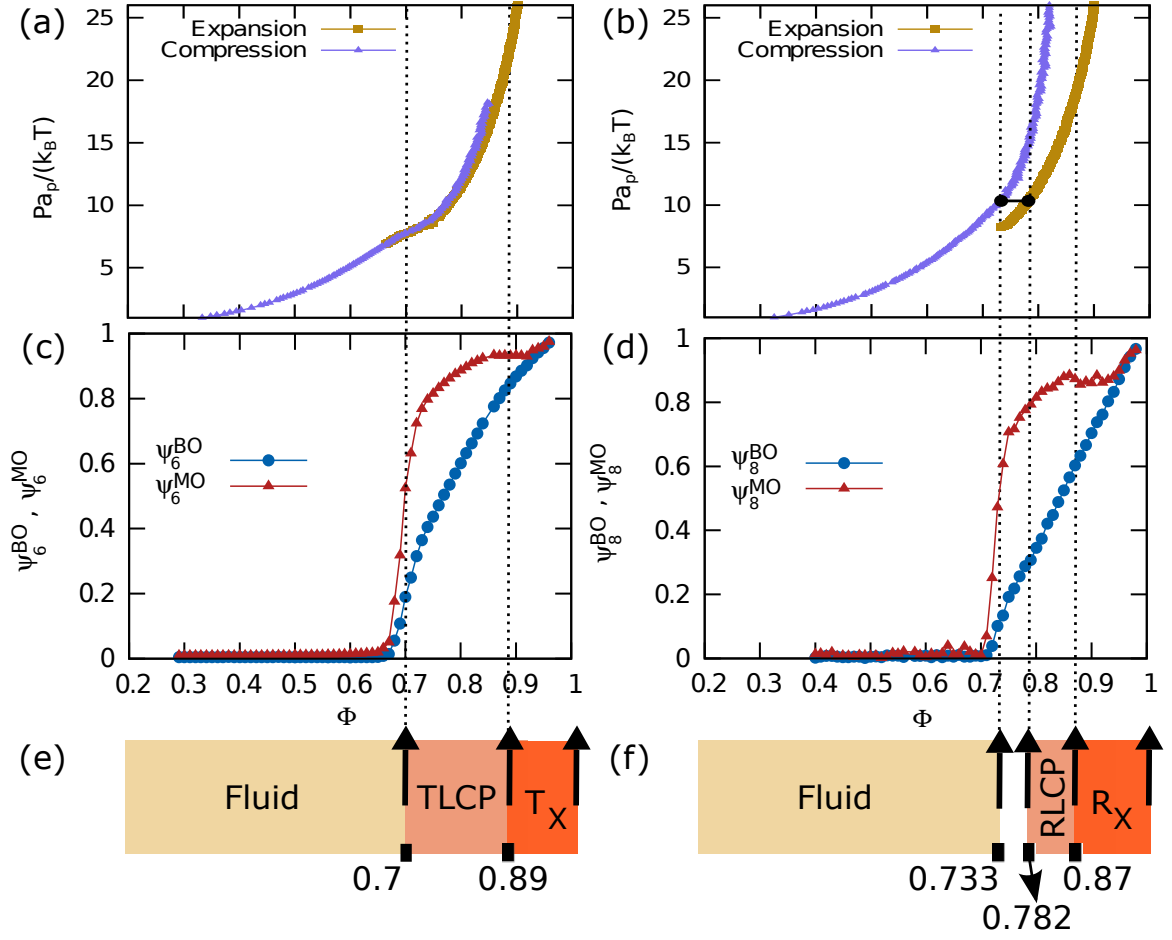 (a)
Expansion
Compression
25
20
15
10
5
Pa_p/(k_BT)
(b)
Expansion
Compression
25
20
15
10
5
Pa_p/(k_BT)
(c)
1
0.8
0.6
0.4
0.2
0
ψ_6^BO
ψ_6^MO
ψ_6^BO , ψ_6^MO
0.2 0.3 0.4 0.5 0.6 0.7 0.8 0.9 1
Φ
(d)
1
0.8
0.6
0.4
0.2
0
ψ_8^BO
ψ_8^MO
ψ_8^BO , ψ_8^MO
0.2 0.3 0.4 0.5 0.6 0.7 0.8 0.9 1
Φ
(e)
Fluid TLCP T_X
0.7 0.89
(f)
Fluid RLCP R_X
0.733 0.87
0.782